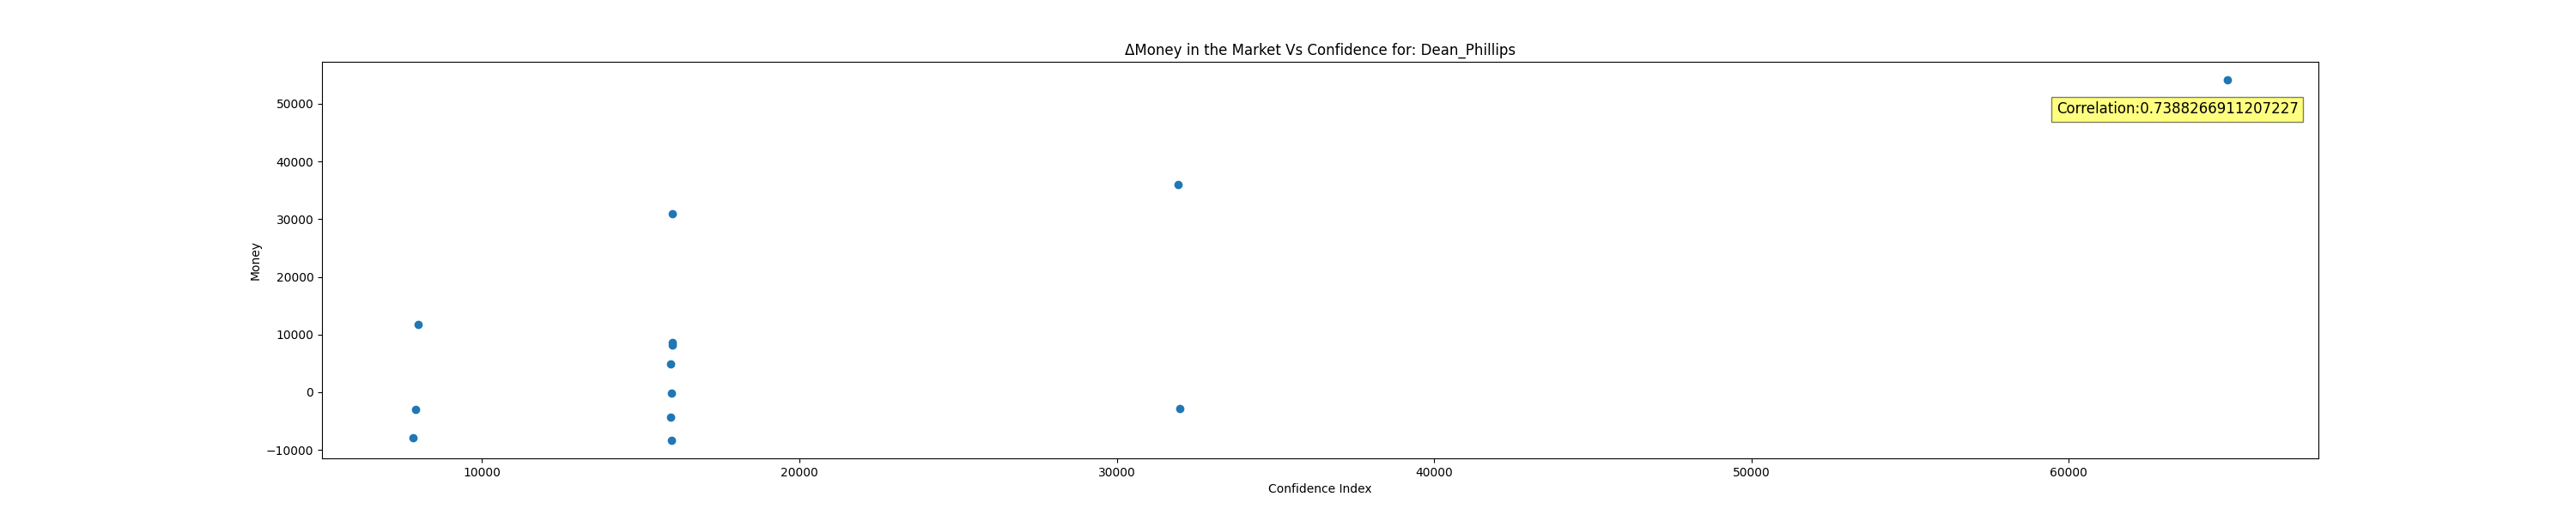 ΔMoney in the Market Vs Confidence for: Dean_Phillips
50000
40000
30000
20000
10000
0
−10000
Money
Correlation:0.7388266911207227
10000 20000 30000 40000 50000 60000
Confidence Index